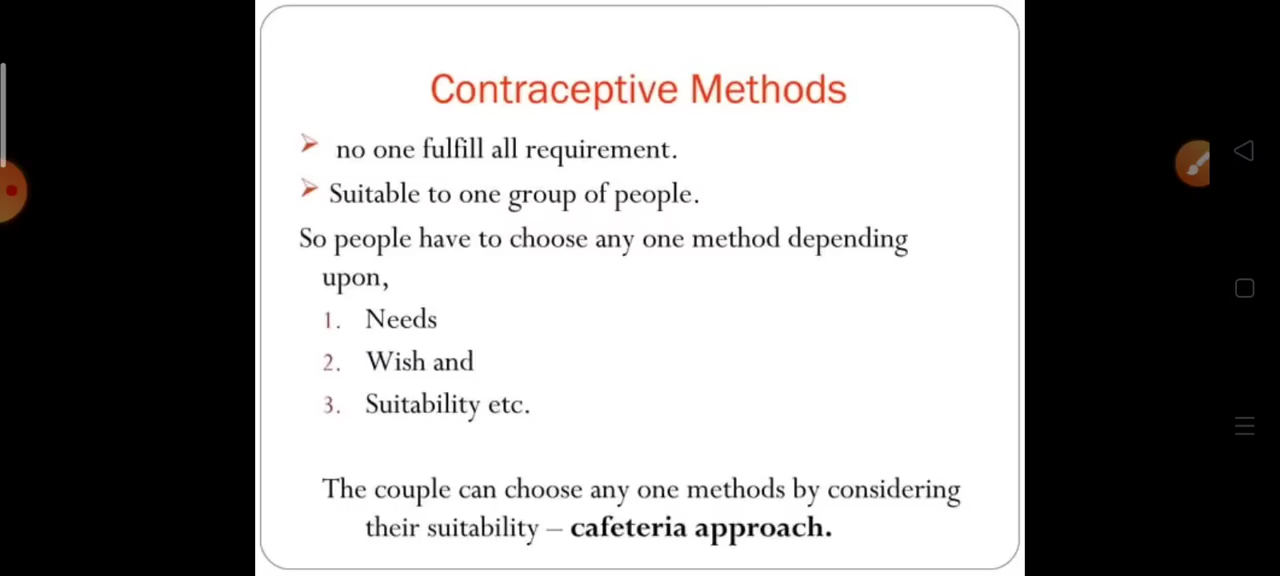 Contraceptive Methods
no one fulfill all requirement.
Suitable to one group of people.
So people have to choose any one method depending
upon,
1. Needs
2. Wish and
3. Suitability etc.
The couple can choose any one methods by considering
their suitability – cafeteria approach.